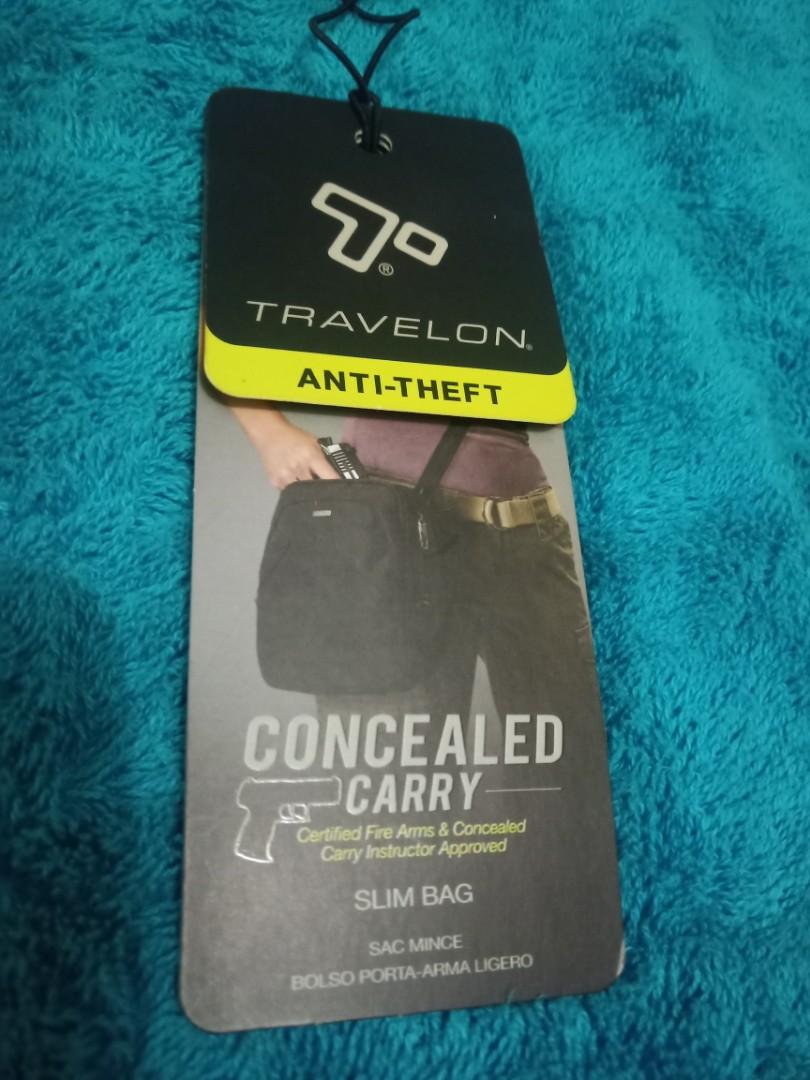 ®
TRAVELON®
ANTI-THEFT
CONCEALED
CARRY
Certified Fire Arms & Concealed
Carry Instructor Approved
SLIM BAG
SAC MINCE
BOLSO PORTA-ARMA LIGERO